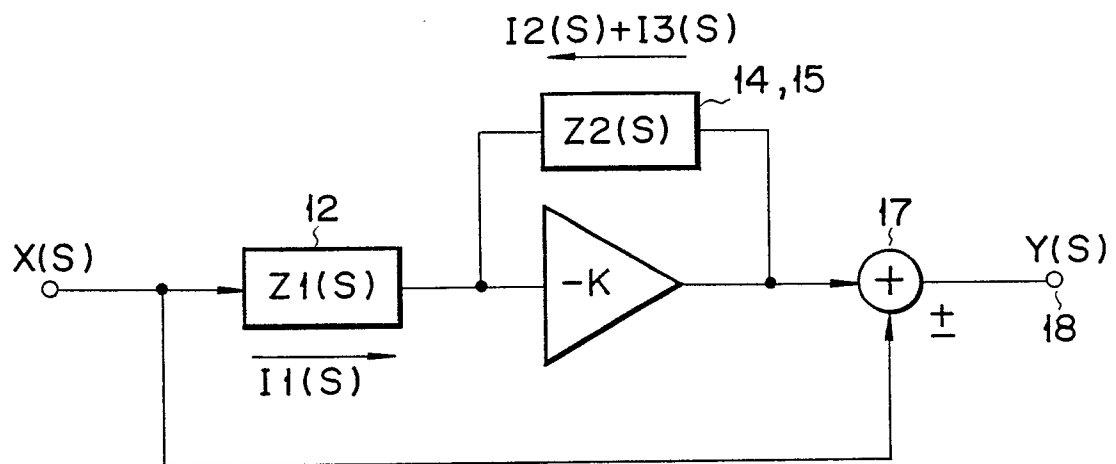 I2(S)+I3(S)
14,15
Z2(S)
12
17
X(S)
Y(S)
Z1(S)
-K
+
±
18
I1(S)